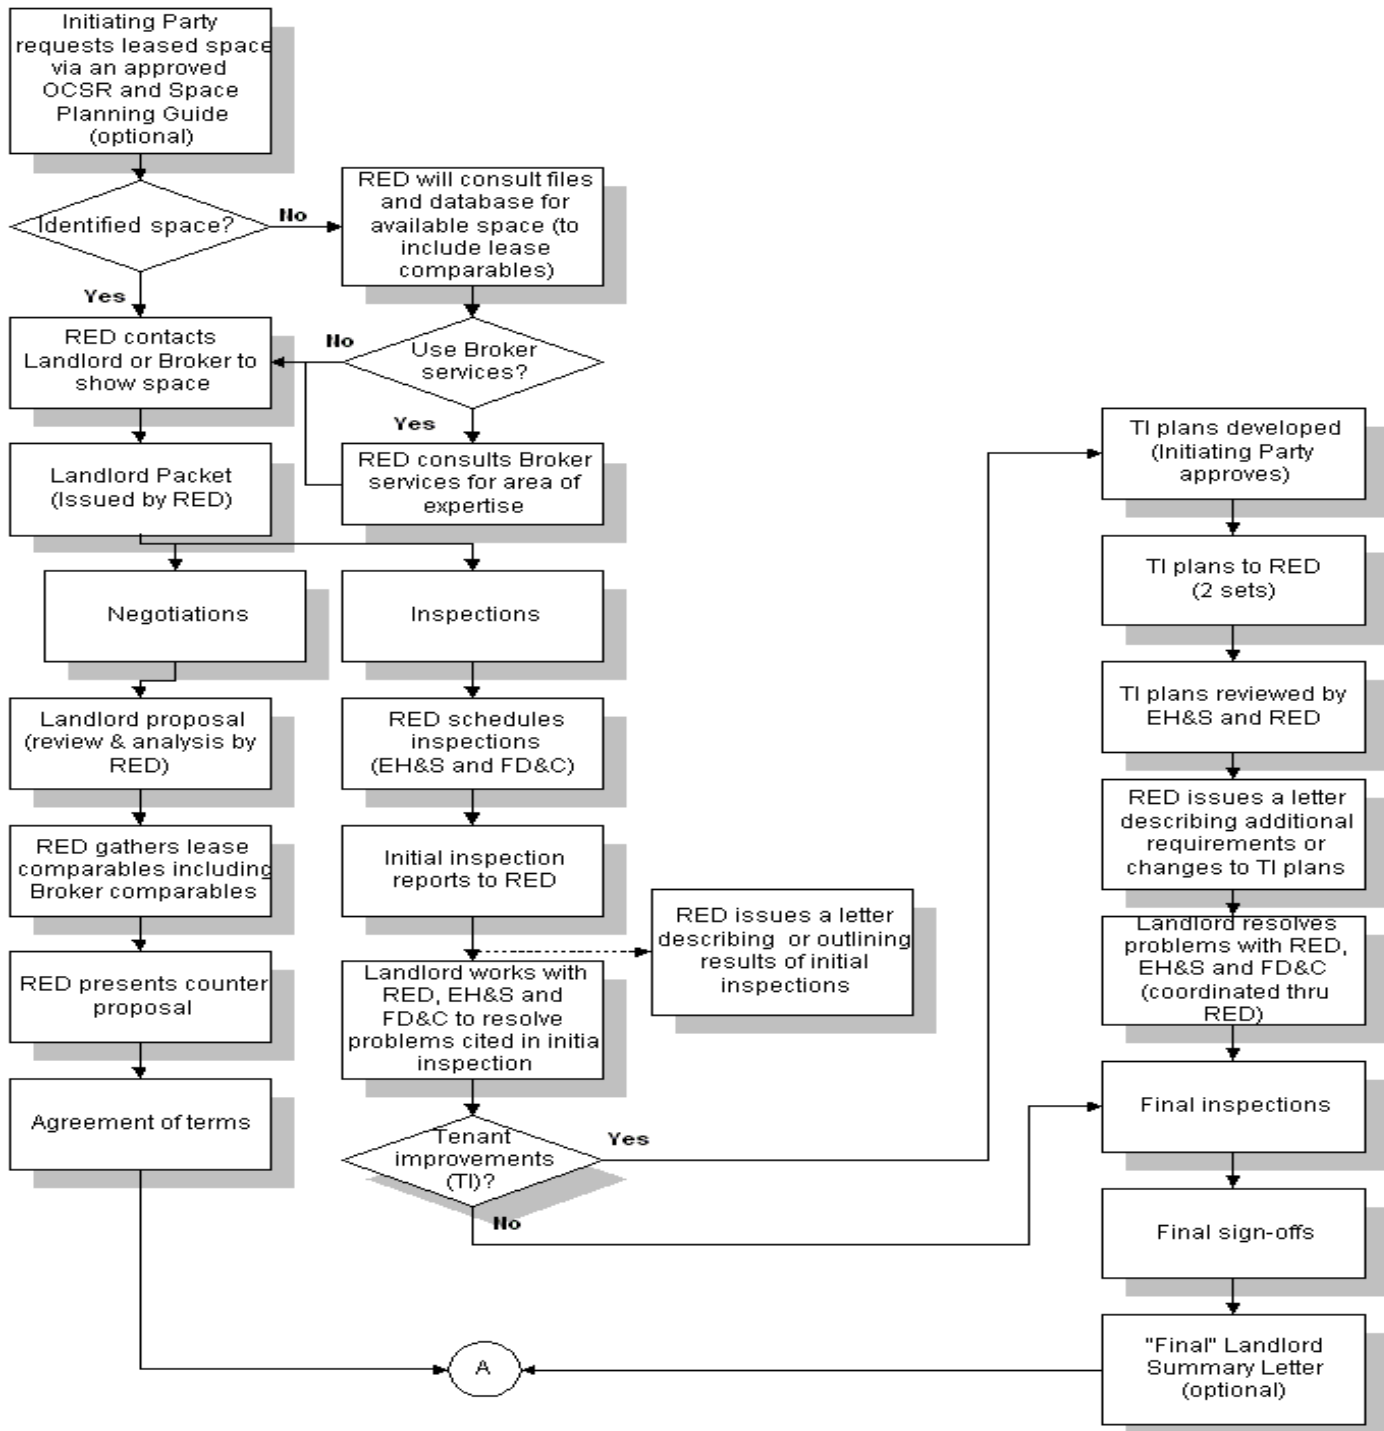 Initiating Party
requests leased space
via an approved
OCSR and Space
Planning Guide
(optional)
Identified space?
No
RED will consult files
and database for
available space (to
include lease
comparables)
Yes
RED contacts
Landlord or Broker to
show space
No
Use Broker
services?
Yes
Landlord Packet
(Issued by RED)
RED consults Broker
services for area of
expertise
Negotiations
Inspections
Landlord proposal
(review & analysis by
RED)
RED schedules
inspections
(EH&S and FD&C)
RED gathers lease
comparables including
Broker comparables
Initial inspection
reports to RED
RED issues a letter
describing or outlining
results of initial
inspections
RED presents counter
proposal
Landlord works with
RED, EH&S and
FD&C to resolve
problems cited in initia
inspection
Agreement of terms
Tenant
improvements
(TI)?
Yes
No
TI plans developed
(Initiating Party
approves)
TI plans to RED
(2 sets)
TI plans reviewed by
EH&S and RED
RED issues a letter
describing additional
requirements or
changes to TI plans
Landlord resolves
problems with RED,
EH&S and FD&C
(coordinated thru
RED)
Final inspections
Final sign-offs
"Final" Landlord
Summary Letter
(optional)
A